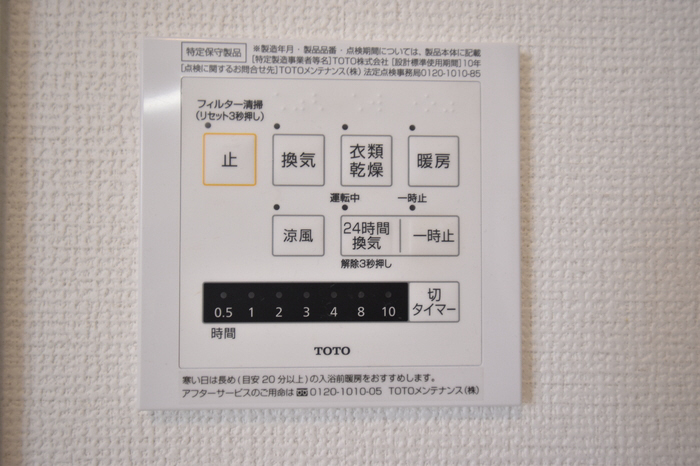 特定保守製品 ※製造年月・製品品番・点検期間については、製品本体に記載
[特定製造事業者等名]TOTO株式会社 [設計標準使用期間]10年
[点検に関するお問合せ先]TOTOメンテナンス(株) 法定点検事務局0120-1010-85
フィルター清掃
(リセット3秒押し)
止 換気 衣類乾燥 暖房
運転中 一時止
涼風 24時間換気 一時止
解除3秒押し
0.5 1 2 3 4 8 10 切タイマー
時間
TOTO
寒い日は長め(目安20分以上)の入浴前暖房をおすすめします。
アフターサービスのご用命は 0120-1010-05 TOTOメンテナンス(株)